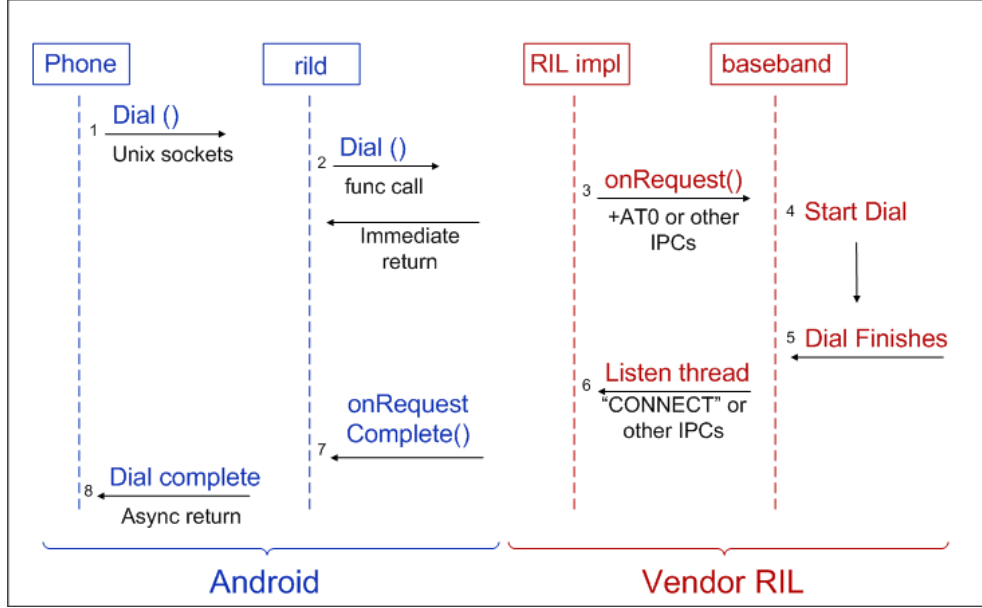 Phone
rild
RIL impl
baseband
1
Dial ()
Unix sockets
2
Dial ()
func call
Immediate
return
3
onRequest()
+AT0 or other
IPCs
4
Start Dial
5
Dial Finishes
6
Listen thread
“CONNECT” or
other IPCs
7
onRequest
Complete()
8
Dial complete
Async return
Android
Vendor RIL